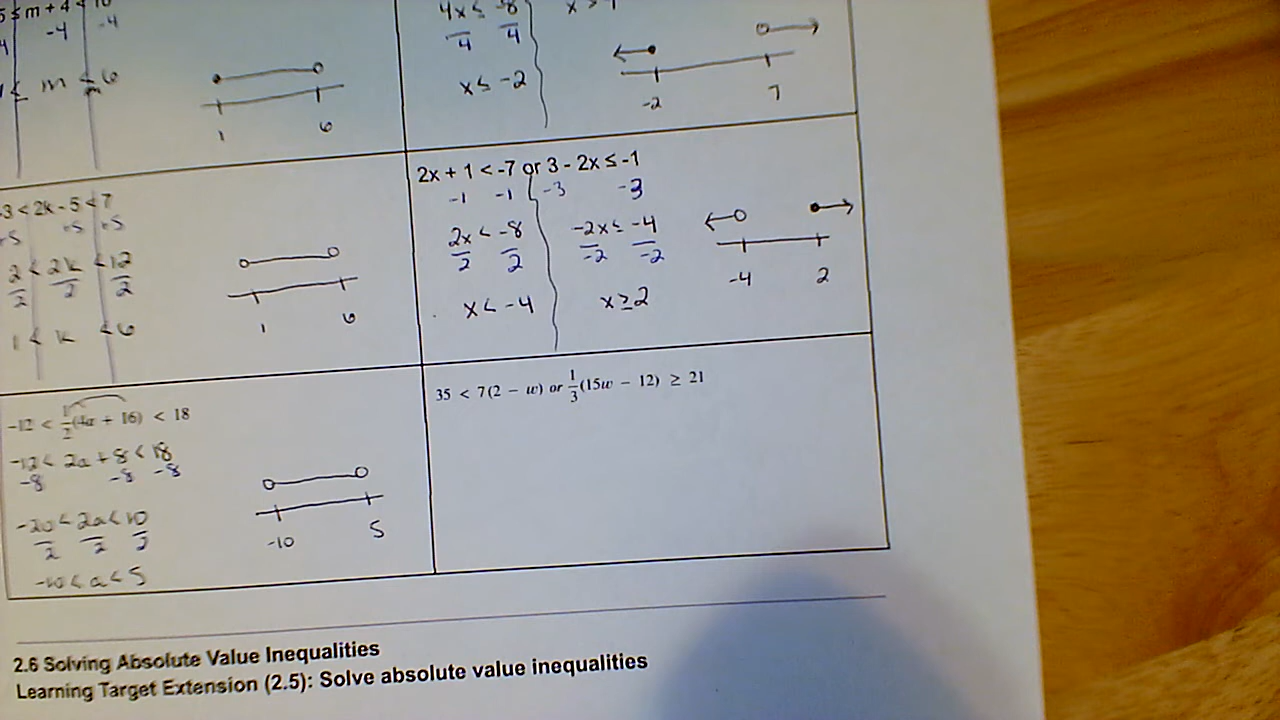 5 ≤ m + 4 < 10
-4 -4
m < 6
1 6
4x ≤ -8
4 4
x ≤ -2
-2 7
-3 < 2k - 5 < 7
+5 +5 +5
2 < 2k < 12
2 2 2
1 < k < 6
1 6
2x + 1 < -7 or 3 - 2x ≤ -1
-1 -1 -3 -3
2x < -8 -2x ≤ -4
2 2 -2 -2
x < -4 x ≥ 2
-4 2
-12 < 1/2(4a + 16) < 18
-12 < 2a + 8 < 18
-8 -8 -8
-20 < 2a < 10
2 2 2
-10 < a < 5
-10 5
35 < 7(2 - w) or 1/3(15w - 12) ≥ 21
2.6 Solving Absolute Value Inequalities
Learning Target Extension (2.5): Solve absolute value inequalities